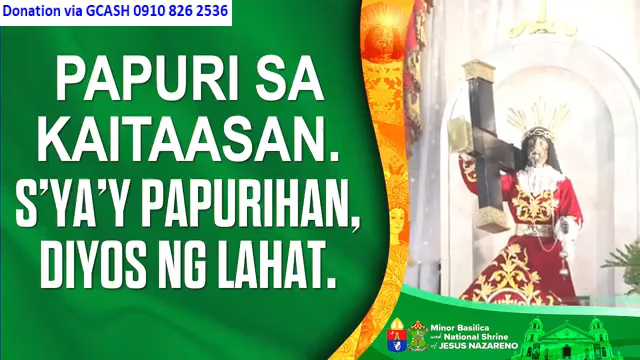 Donation via GCASH 0910 826 2536
PAPURI SA
KAITAASAN.
S'YA'Y PAPURIHAN,
DIYOS NG LAHAT.
Minor Basilica
and National Shrine
of JESUS NAZARENO